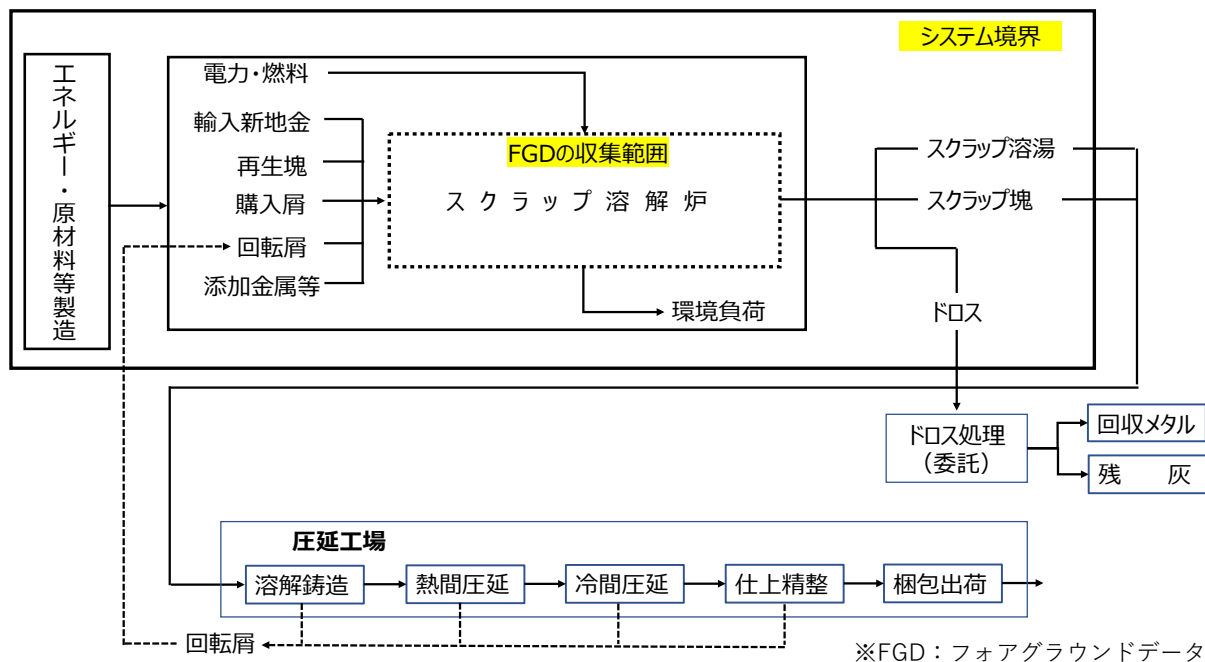 システム境界
エネルギー・原材料等製造
電力・燃料
輸入新地金
再生塊
購入屑
回転屑
添加金属等
FGDの収集範囲
スクラップ溶解炉
環境負荷
スクラップ溶湯
スクラップ塊
ドロス
ドロス処理
（委託）
回収メタル
残　灰
圧延工場
溶解鋳造
熱間圧延
冷間圧延
仕上精整
梱包出荷
回転屑
※FGD：フォアグラウンドデータ